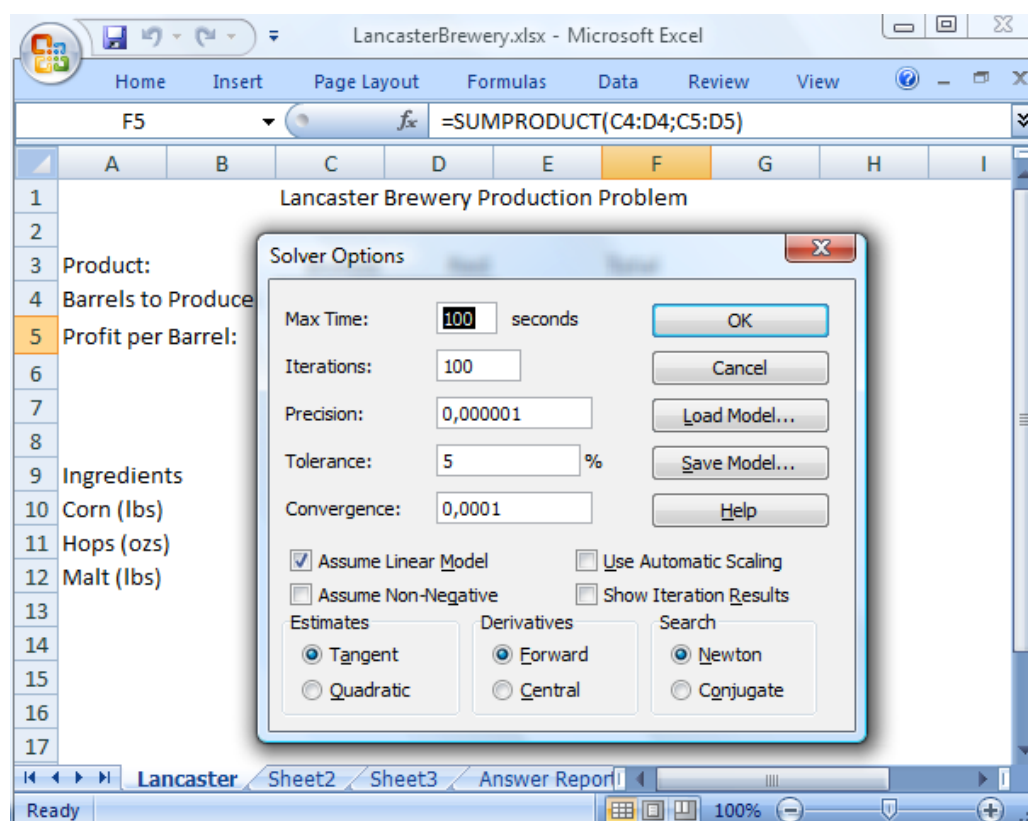 LancasterBrewery.xlsx - Microsoft Excel
Home Insert Page Layout Formulas Data Review View
F5 fx =SUMPRODUCT(C4:D4;C5:D5)
A B C D E F G H I
1 Lancaster Brewery Production Problem
2
3 Product:
4 Barrels to Produce
5 Profit per Barrel:
6
7
8
9 Ingredients
10 Corn (lbs)
11 Hops (ozs)
12 Malt (lbs)
13
14
15
16
17
Solver Options
Max Time: 100 seconds OK
Iterations: 100 Cancel
Precision: 0,000001 Load Model...
Tolerance: 5 % Save Model...
Convergence: 0,0001 Help
Assume Linear Model Use Automatic Scaling
Assume Non-Negative Show Iteration Results
Estimates Derivatives Search
Tangent Forward Newton
Quadratic Central Conjugate
Lancaster Sheet2 Sheet3 Answer Report
Ready 100%